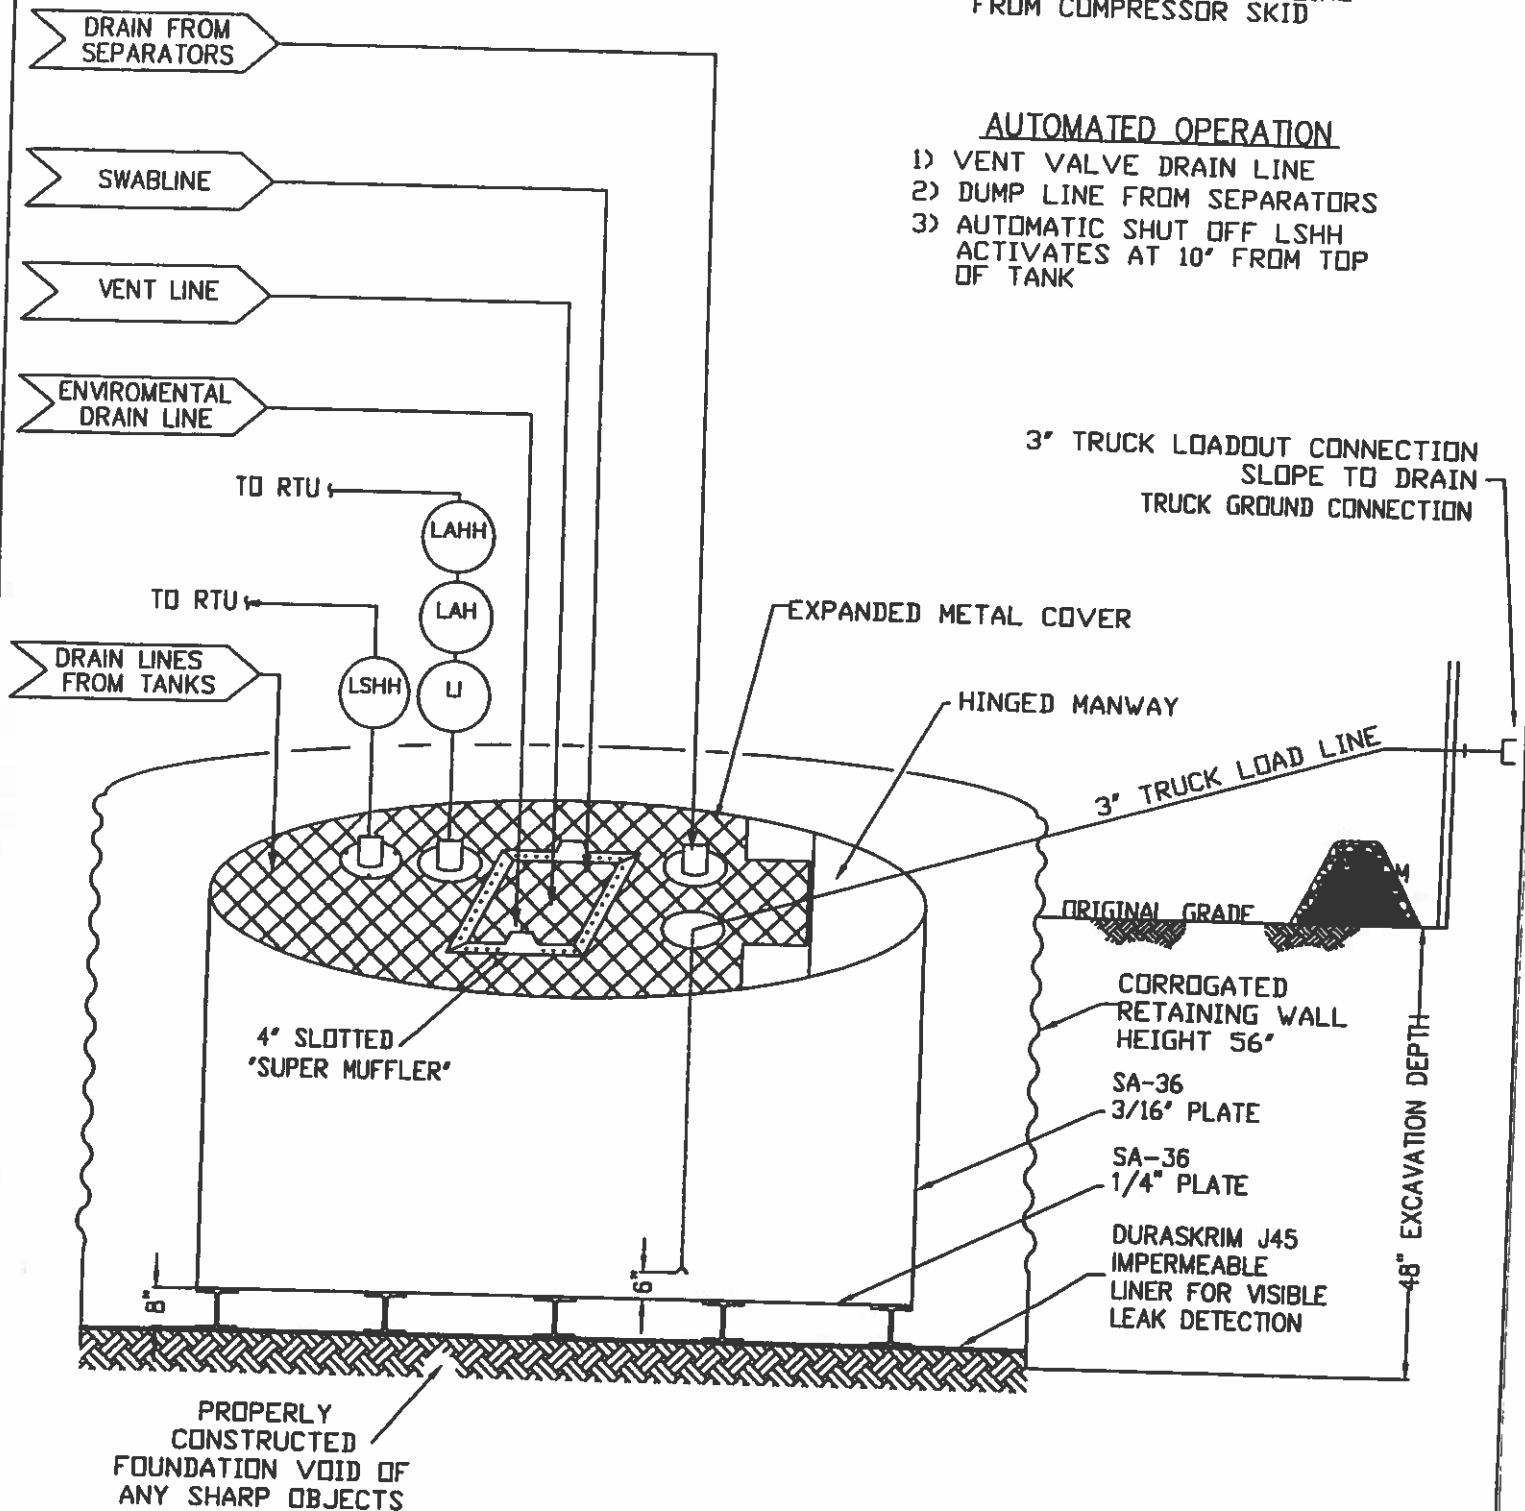 FROM COMPRESSOR SKID
DRAIN FROM
SEPARATORS
AUTOMATED OPERATION
1) VENT VALVE DRAIN LINE
2) DUMP LINE FROM SEPARATORS
3) AUTOMATIC SHUT OFF LSHH
ACTIVATES AT 10" FROM TOP
OF TANK
SWABLINE
VENT LINE
ENVIROMENTAL
DRAIN LINE
3" TRUCK LOADOUT CONNECTION
SLOPE TO DRAIN
TRUCK GROUND CONNECTION
TO RTU
LAHH
TO RTU
LAH
EXPANDED METAL COVER
DRAIN LINES
FROM TANKS
LSHH
LI
HINGED MANWAY
3" TRUCK LOAD LINE
ORIGINAL GRADE
M
4" SLOTTED
"SUPER MUFFLER"
CORROGATED
RETAINING WALL
HEIGHT 56"
SA-36
3/16" PLATE
SA-36
1/4" PLATE
DURASKRIM J45
IMPERMEABLE
LINER FOR VISIBLE
LEAK DETECTION
48" EXCAVATION DEPTH
8"
6"
PROPERLY
CONSTRUCTED
FOUNDATION VOID OF
ANY SHARP OBJECTS